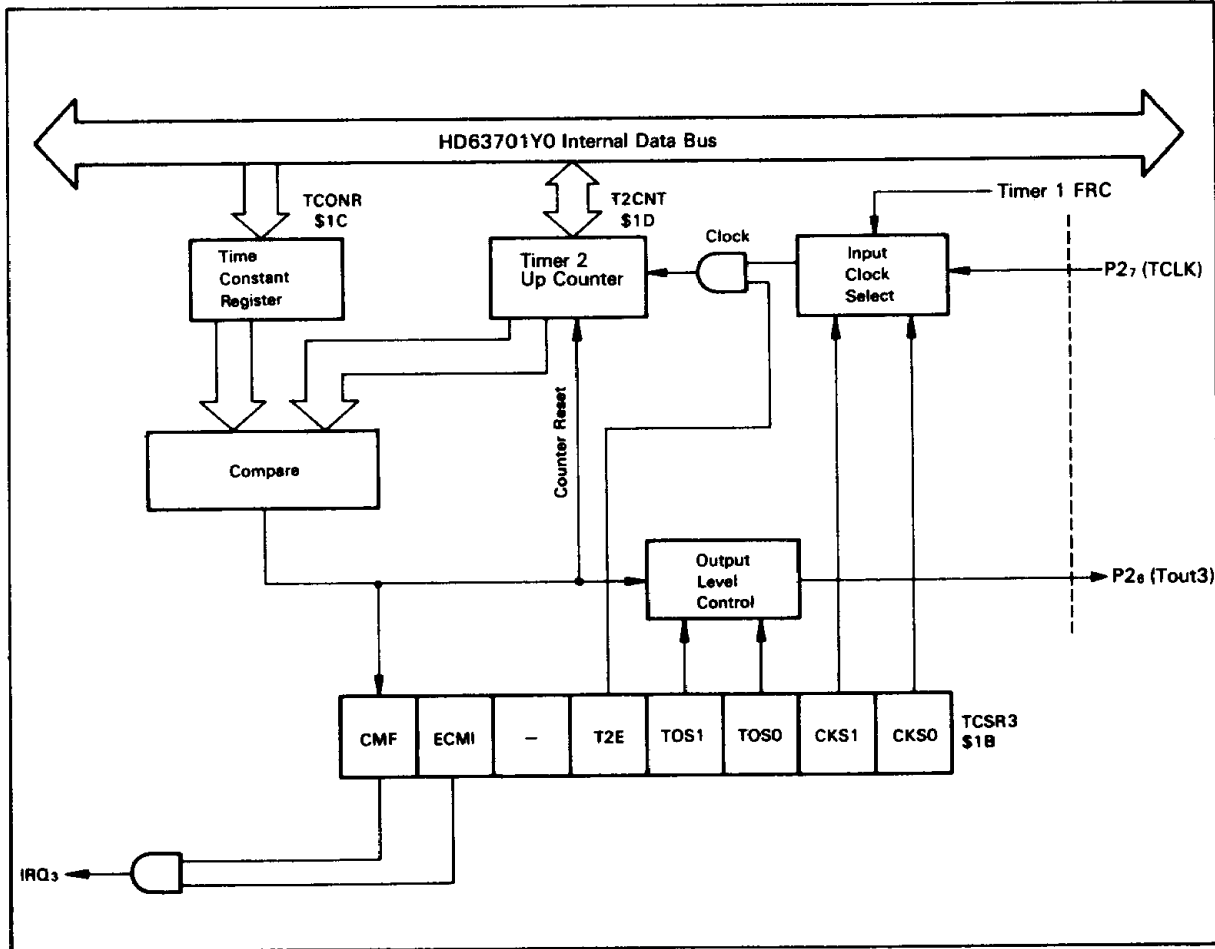 HD63701Y0 Internal Data Bus
TCONR
$1C
T2CNT
$1D
Timer 1 FRC
Time
Constant
Register
Timer 2
Up Counter
Clock
Input
Clock
Select
P2₇ (TCLK)
Counter Reset
Compare
Output
Level
Control
P2₆ (Tout3)
CMF
ECMI
–
T2E
TOS1
TOS0
CKS1
CKS0
TCSR3
$1B
IRQ₃